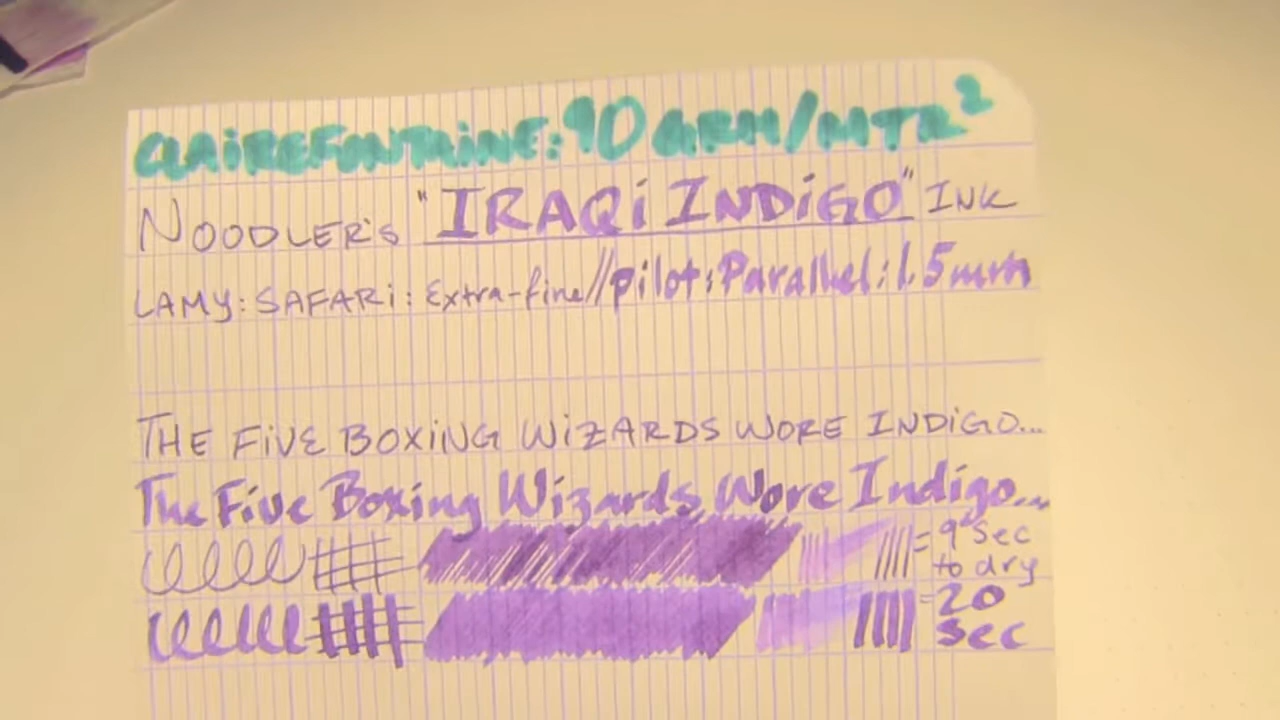 CLAIREFONTAINE: 90 GRM/MTR²
NOODLER'S "IRAQI INDIGO" INK
LAMY: SAFARI: Extra-fine//pilot: Parallel: 1.5mm
THE FIVE BOXING WIZARDS WORE INDIGO...
The Five Boxing Wizards Wore Indigo...
= 9 sec
to dry
= 20
sec